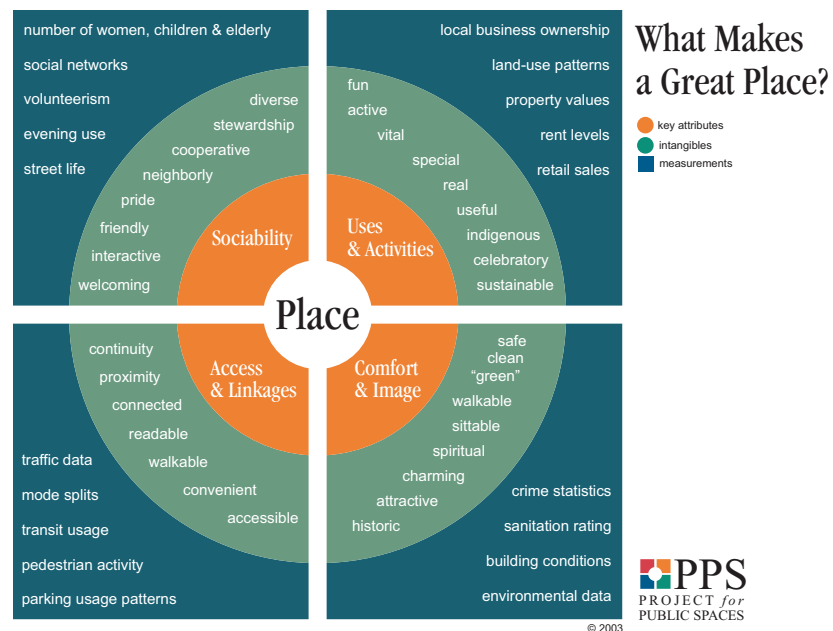 What Makes
a Great Place?
key attributes
intangibles
measurements
number of women, children & elderly
social networks
volunteerism
evening use
street life
diverse
stewardship
cooperative
neighborly
pride
friendly
interactive
welcoming
Sociability
local business ownership
land-use patterns
property values
rent levels
retail sales
fun
active
vital
special
real
useful
indigenous
celebratory
sustainable
Uses
& Activities
Place
Access
& Linkages
continuity
proximity
connected
readable
walkable
convenient
accessible
traffic data
mode splits
transit usage
pedestrian activity
parking usage patterns
Comfort
& Image
safe
clean
“green”
walkable
sittable
spiritual
charming
attractive
historic
crime statistics
sanitation rating
building conditions
environmental data
© 2003
PPS
PROJECT for
PUBLIC SPACES